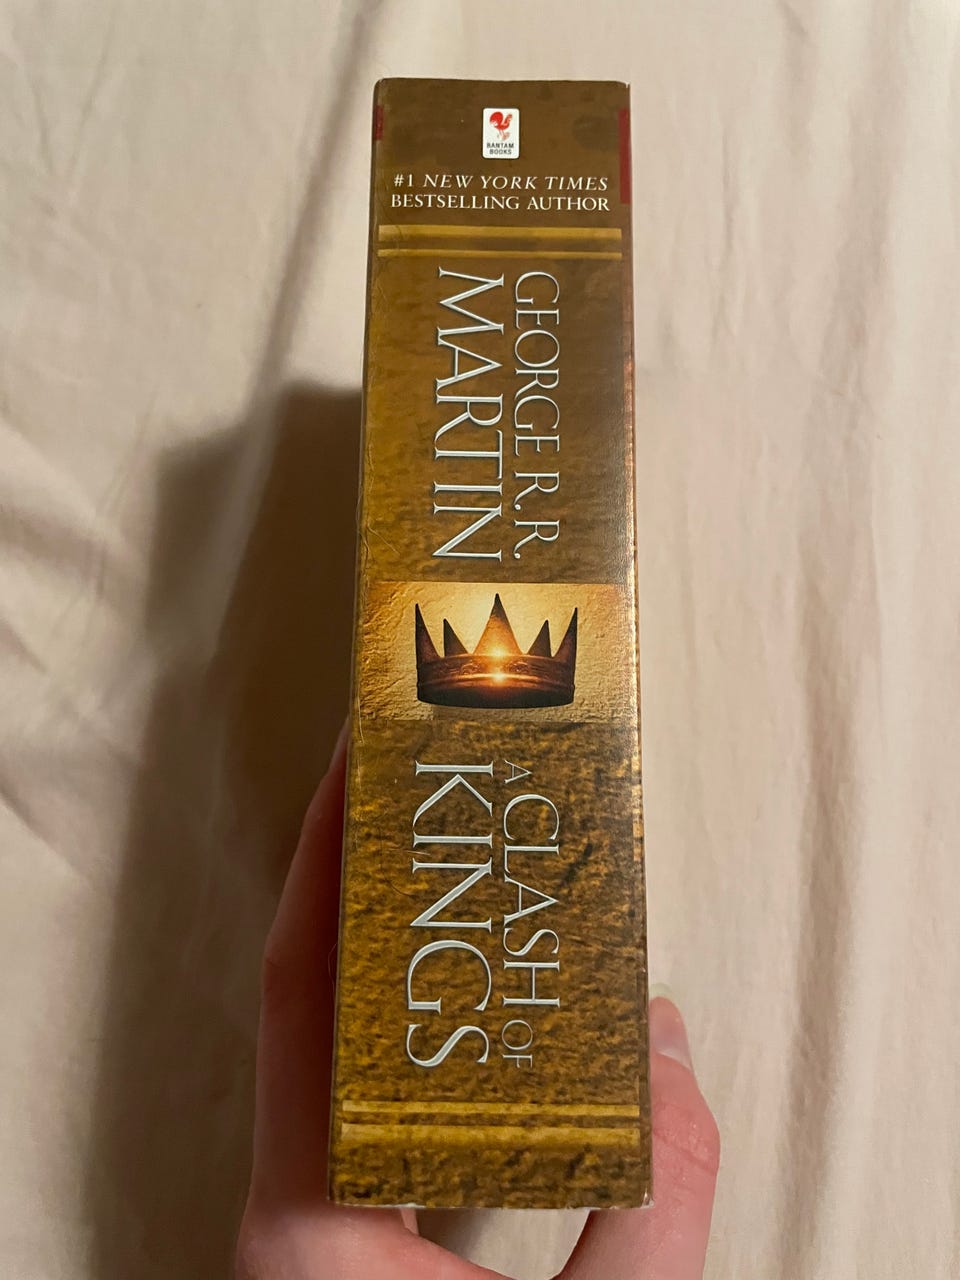 BANTAM
BOOKS
#1 NEW YORK TIMES
BESTSELLING AUTHOR
GEORGE R. R.
MARTIN
A CLASH OF
KINGS